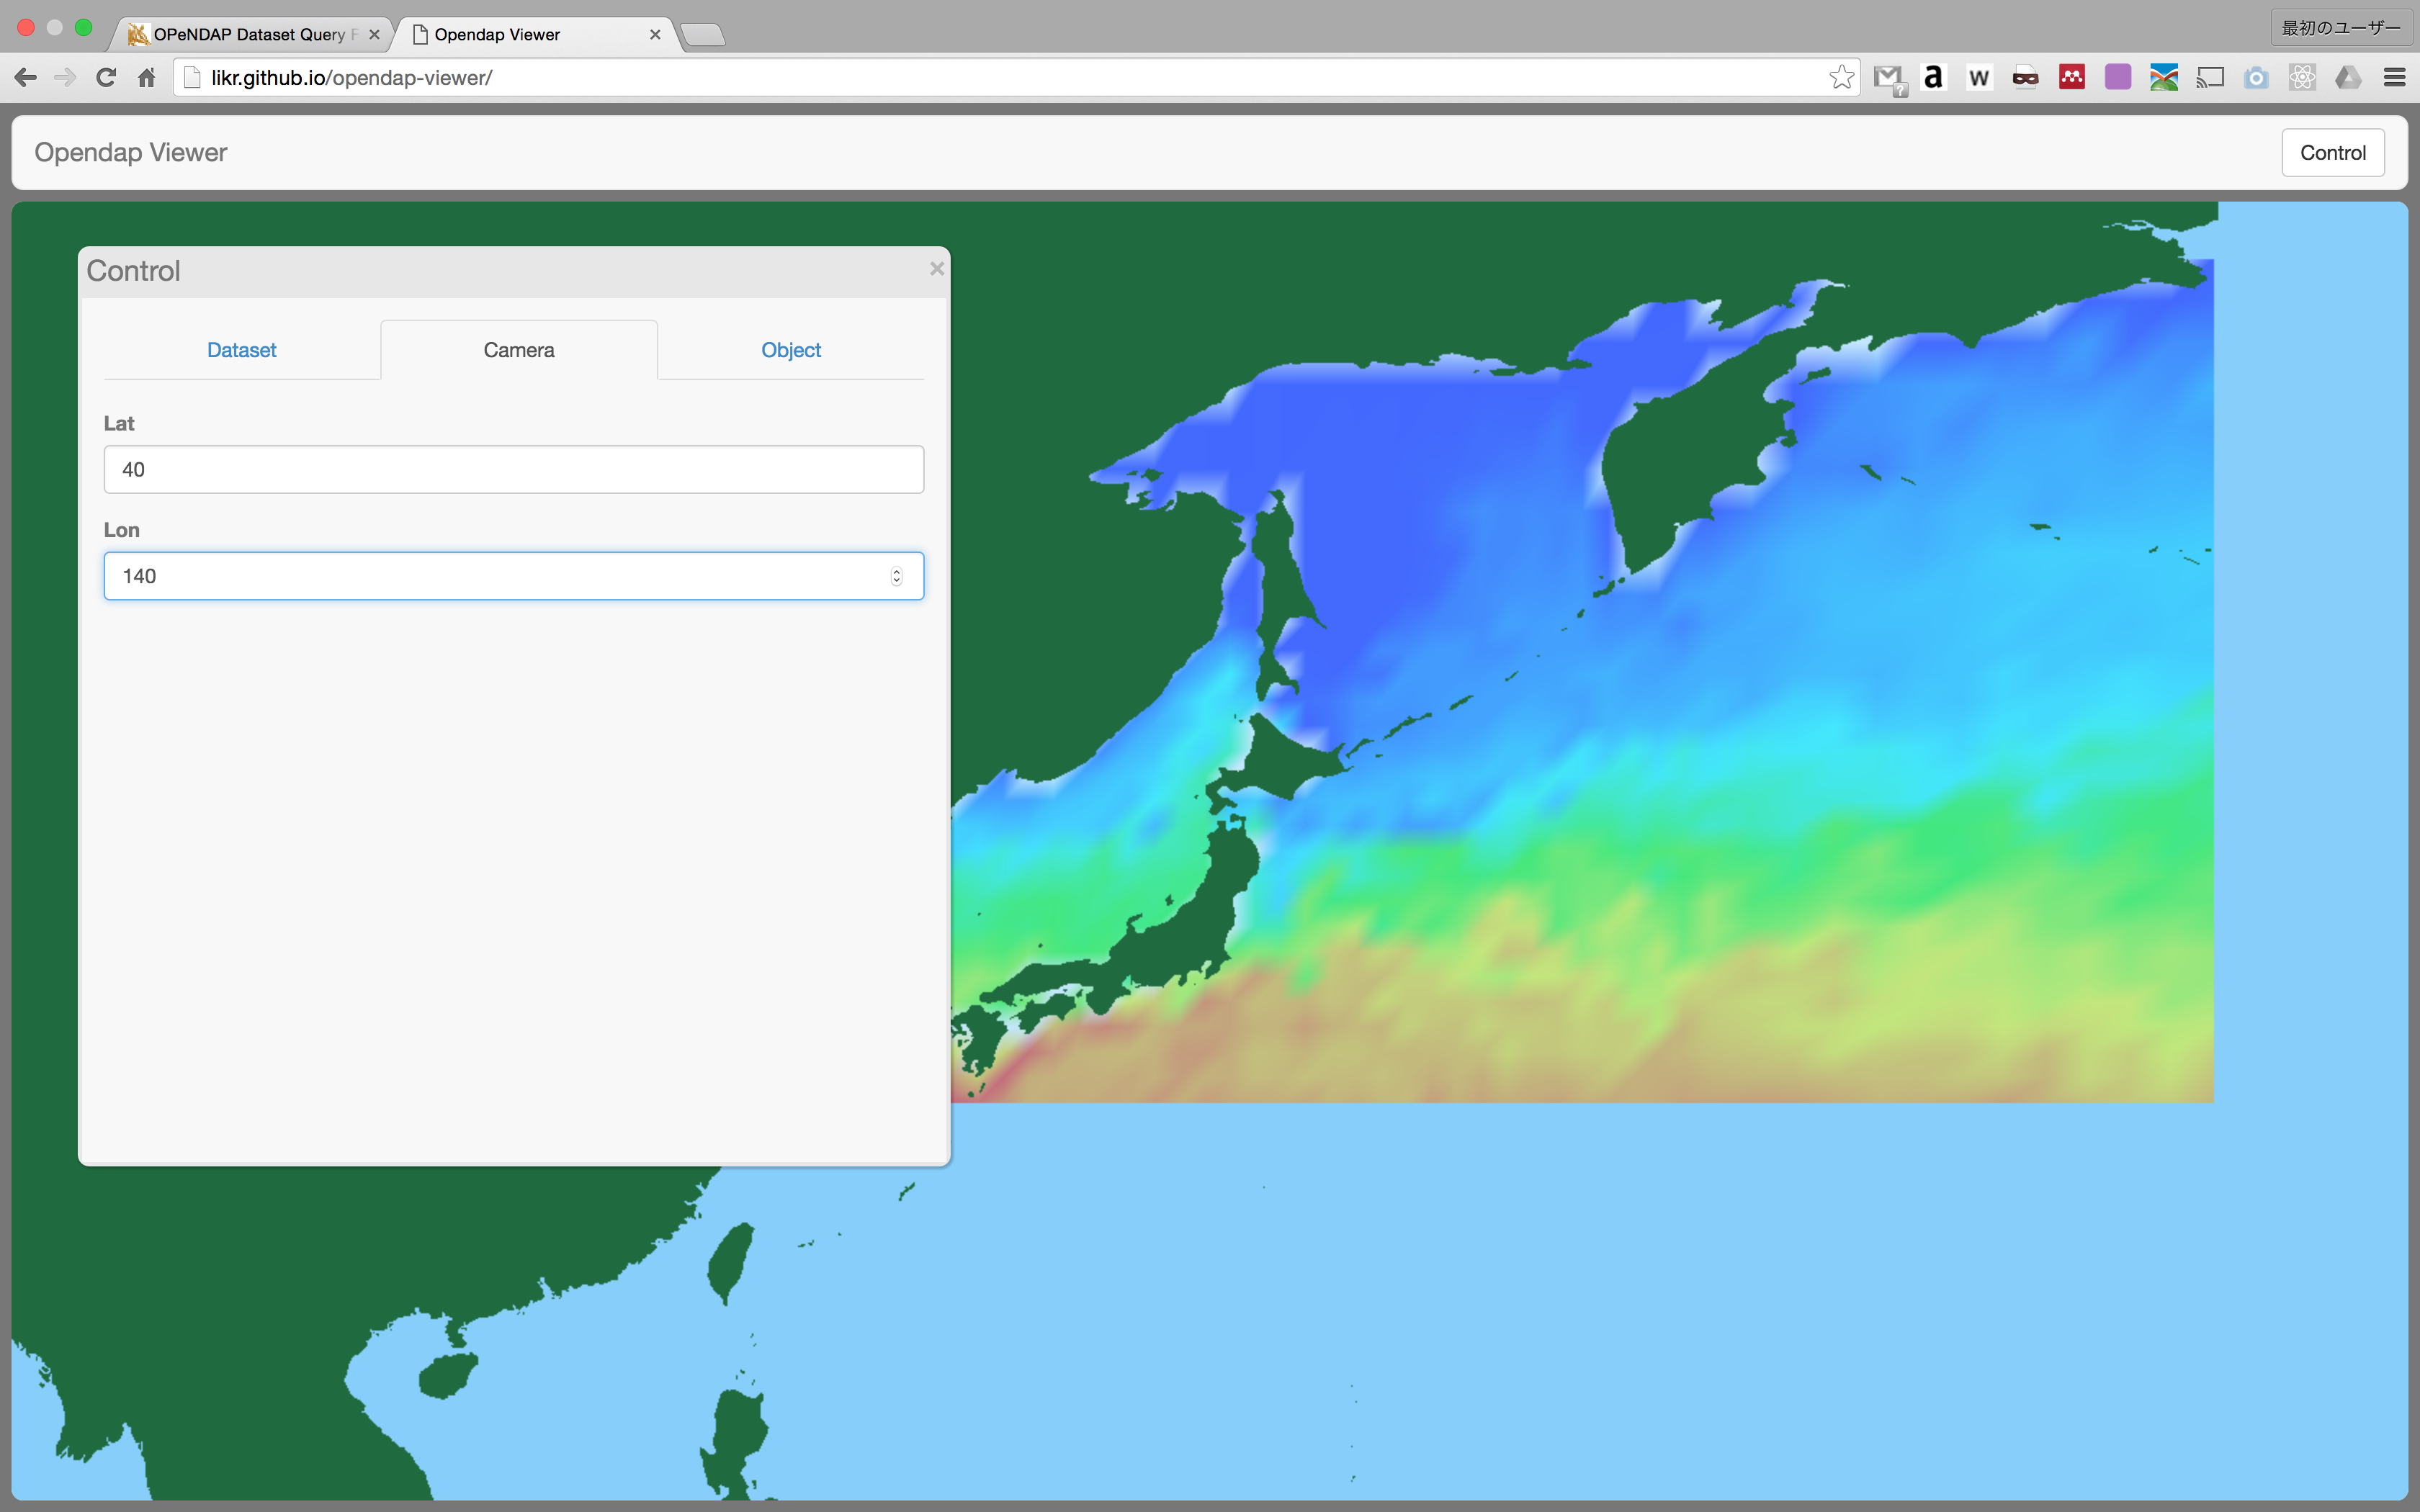 OPeNDAP Dataset Query F
Opendap Viewer
最初のユーザー
likr.github.io/opendap-viewer/
a
W
?
Opendap Viewer
Control
Control
Dataset
Camera
Object
Lat
40
Lon
140